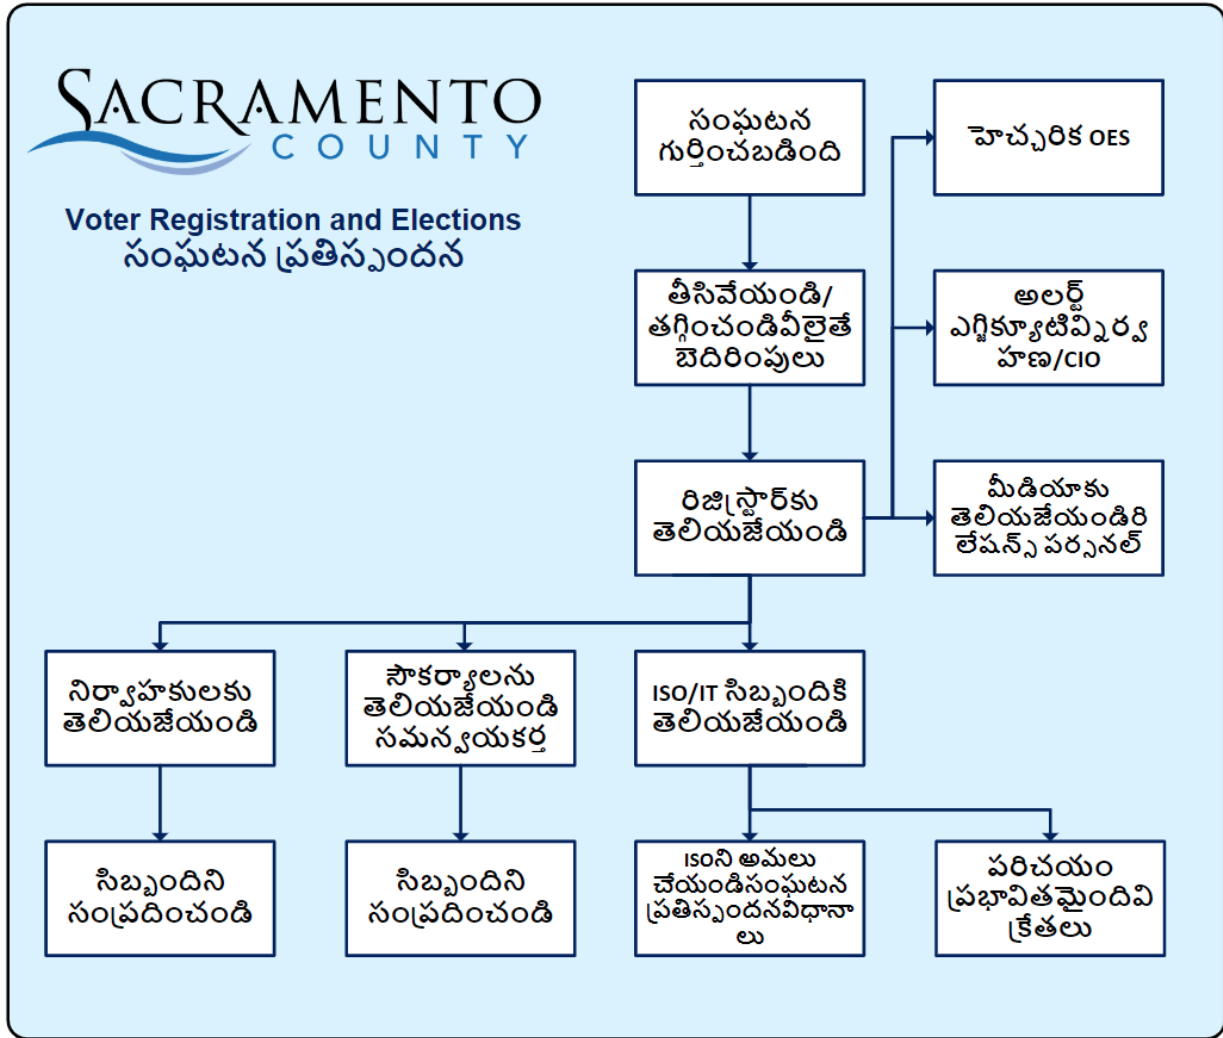 SACRAMENTO
COUNTY
Voter Registration and Elections
సంఘటన ప్రతిస్పందన
సంఘటన
గుర్తించబడింది
హెచ్చరిక OES
తీసివేయండి/
తగ్గించండివీలైతే
బెదిరింపులు
అలర్ట్
ఎగ్జిక్యూటివ్నిర్వ
హణ/CIO
రిజిస్ట్రార్‌కు
తెలియజేయండి
మీడియాకు
తెలియజేయండిరి
లేషన్స్ పర్సనల్
నిర్వాహకులకు
తెలియజేయండి
సౌకర్యాలను
తెలియజేయండి
సమన్వయకర్త
ISO/IT సిబ్బందికి
తెలియజేయండి
సిబ్బందిని
సంప్రదించండి
సిబ్బందిని
సంప్రదించండి
ISOని అమలు
చేయండిసంఘటన
ప్రతిస్పందనవిధానా
లు
పరిచయం
ప్రభావితమైందివి
క్రేతలు